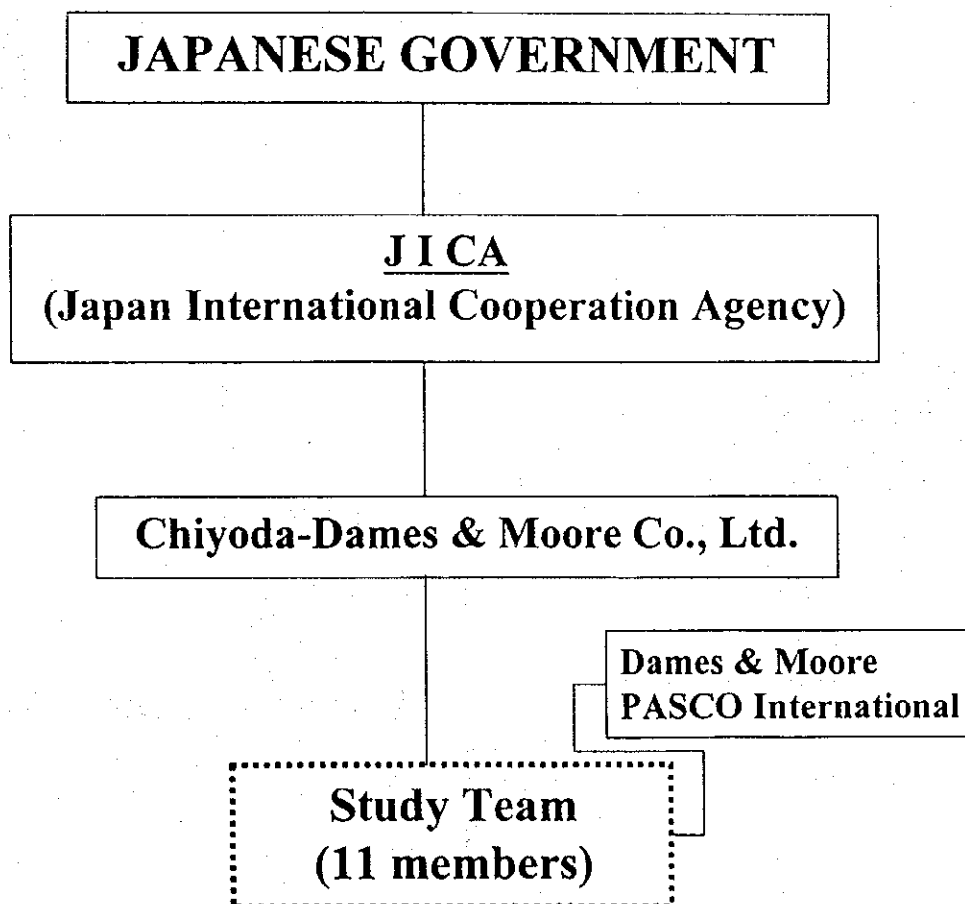 JAPANESE GOVERNMENT
J I CA
(Japan International Cooperation Agency)
Chiyoda-Dames & Moore Co., Ltd.
Dames & Moore
PASCO International
Study Team
(11 members)